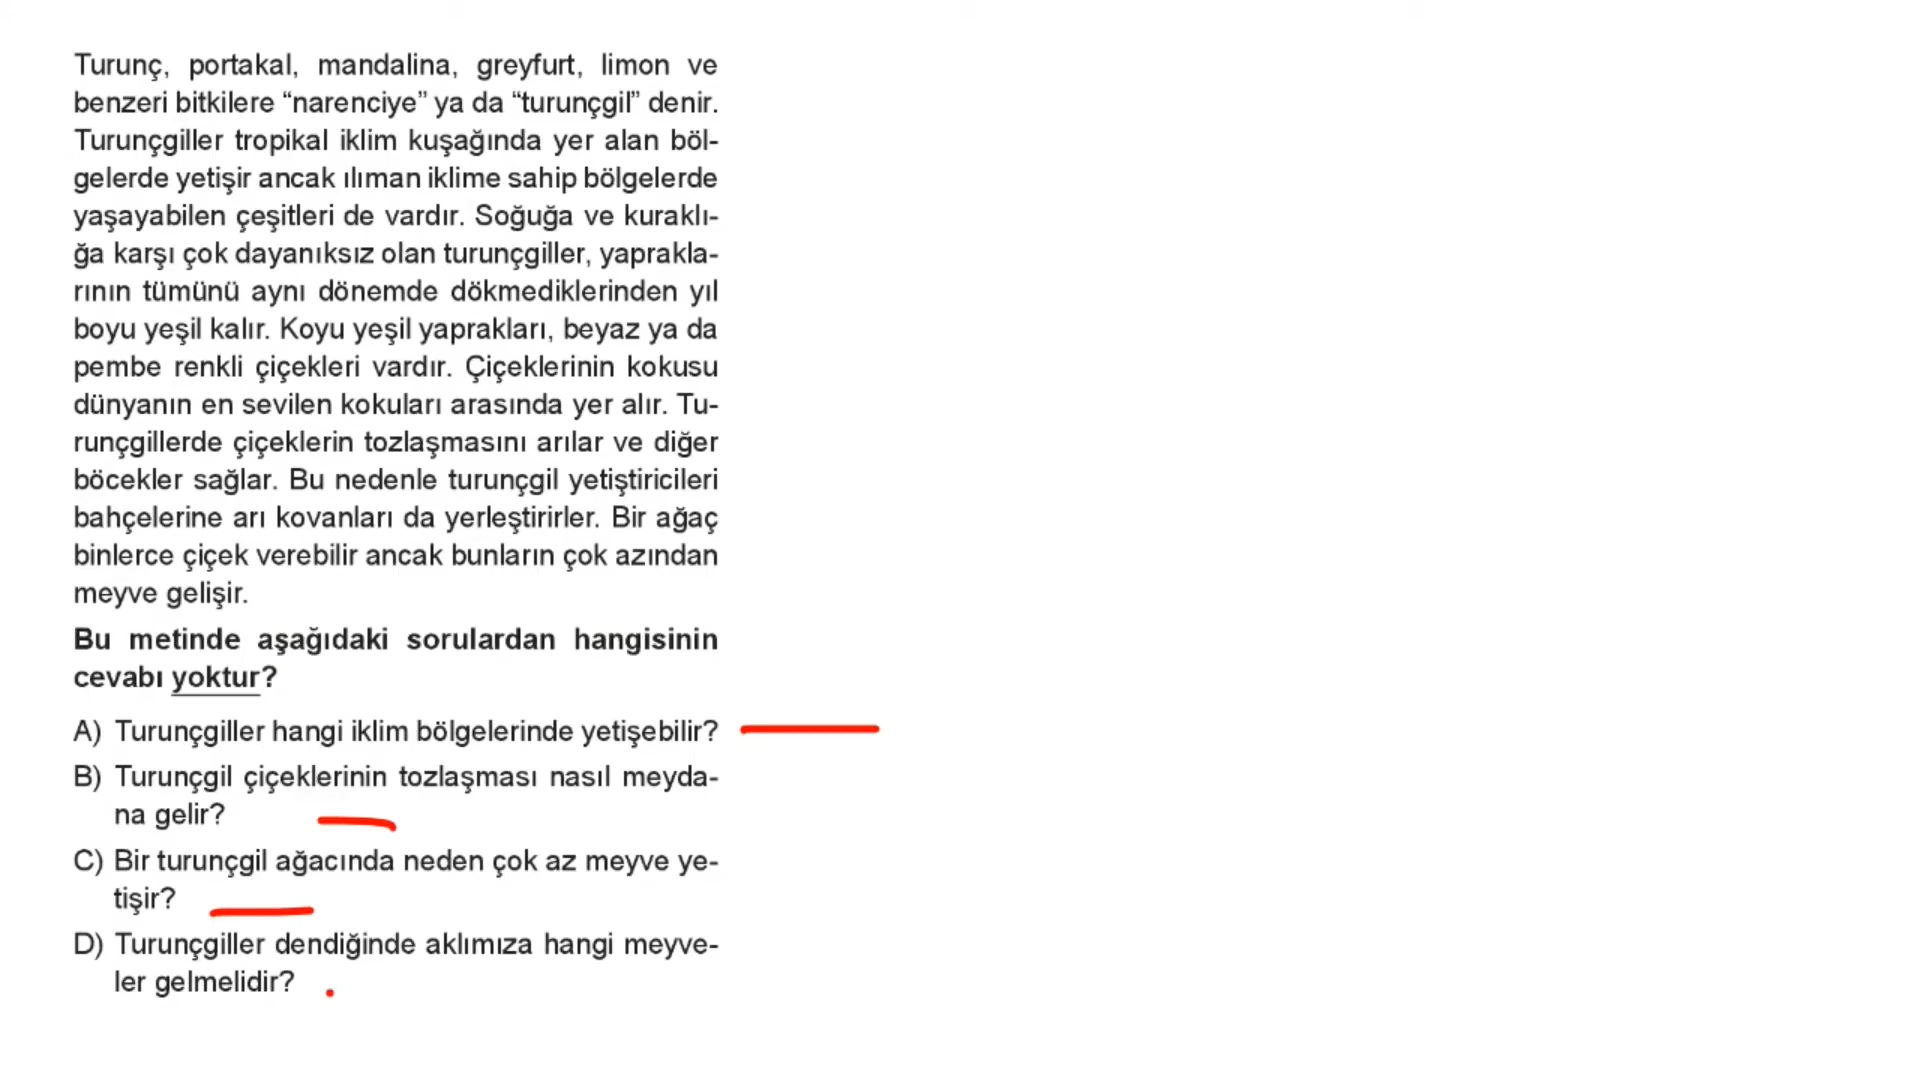 Turunç, portakal, mandalina, greyfurt, limon ve
benzeri bitkilere “narenciye” ya da “turunçgil” denir.
Turunçgiller tropikal iklim kuşağında yer alan böl-
gelerde yetişir ancak ılıman iklime sahip bölgelerde
yaşayabilen çeşitleri de vardır. Soğuğa ve kuraklı-
ğa karşı çok dayanıksız olan turunçgiller, yaprakla-
rının tümünü aynı dönemde dökmediklerinden yıl
boyu yeşil kalır. Koyu yeşil yaprakları, beyaz ya da
pembe renkli çiçekleri vardır. Çiçeklerinin kokusu
dünyanın en sevilen kokuları arasında yer alır. Tu-
runçgillerde çiçeklerin tozlaşmasını arılar ve diğer
böcekler sağlar. Bu nedenle turunçgil yetiştiricileri
bahçelerine arı kovanları da yerleştirirler. Bir ağaç
binlerce çiçek verebilir ancak bunların çok azından
meyve gelişir.
Bu metinde aşağıdaki sorulardan hangisinin
cevabı yoktur?
A) Turunçgiller hangi iklim bölgelerinde yetişebilir?
B) Turunçgil çiçeklerinin tozlaşması nasıl meyda-
na gelir?
C) Bir turunçgil ağacında neden çok az meyve ye-
tişir?
D) Turunçgiller dendiğinde aklımıza hangi meyve-
ler gelmelidir?